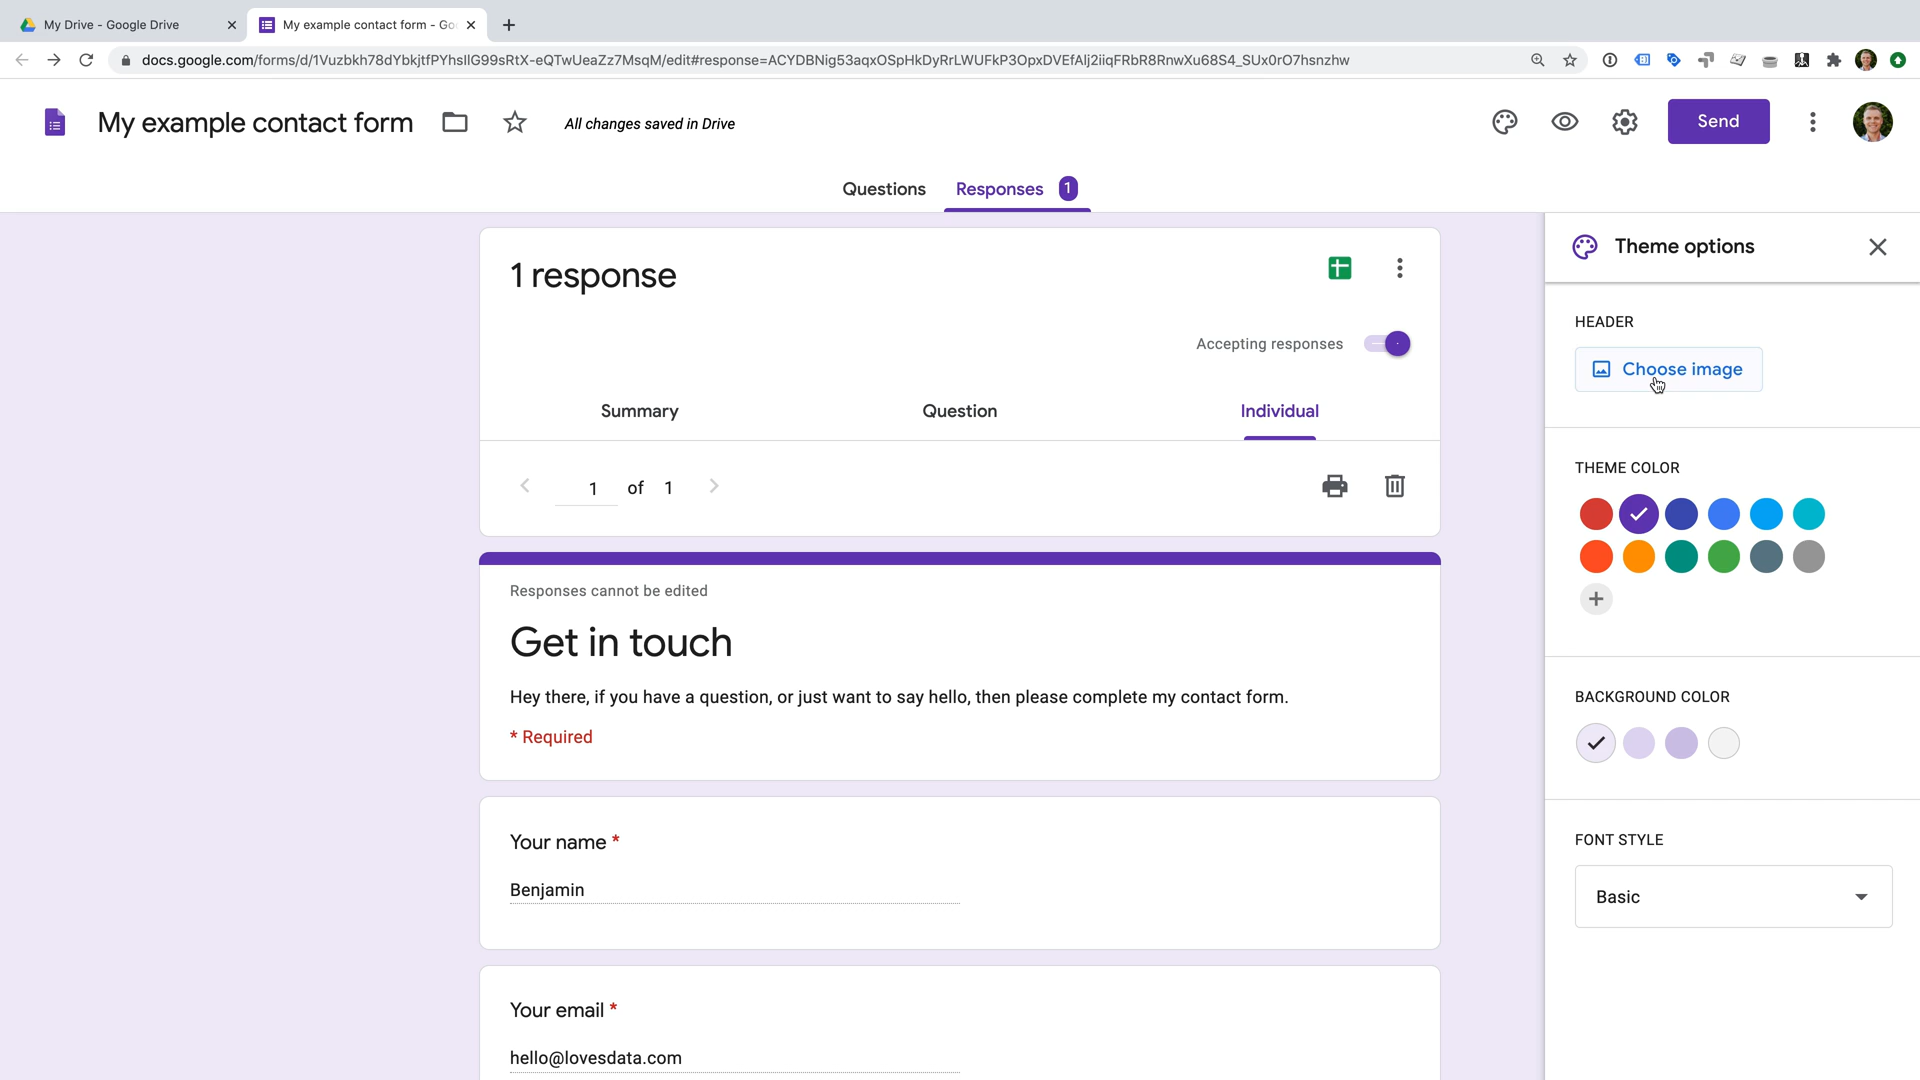 My Drive - Google Drive
My example contact form - Go
docs.google.com/forms/d/1Vuzbkh78dYbkjtfPYhsIlG99sRtX-eQTwUeaZz7MsqM/edit#response=ACYDBNig53aqxOSpHkDyRrLWUFkP3OpxDVEfAlj2iiqFRbR8RnwXu68S4_SUx0rO7hsnzhw
My example contact form
All changes saved in Drive
Send
Questions
Responses 1
1 response
Accepting responses
Summary
Question
Individual
1 of 1
Responses cannot be edited
Get in touch
Hey there, if you have a question, or just want to say hello, then please complete my contact form.
* Required
Your name *
Benjamin
Your email *
hello@lovesdata.com
Theme options
HEADER
Choose image
THEME COLOR
BACKGROUND COLOR
FONT STYLE
Basic